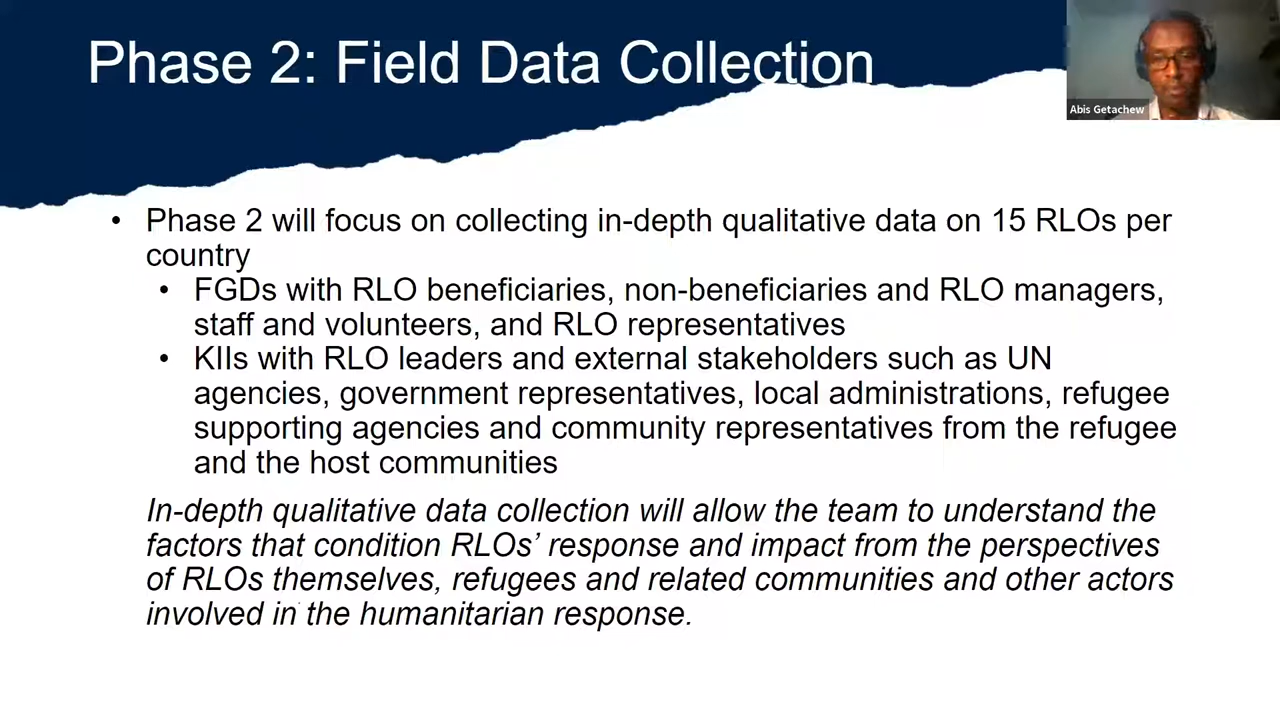 Phase 2: Field Data Collection
Abis Getachew
• Phase 2 will focus on collecting in-depth qualitative data on 15 RLOs per
country
• FGDs with RLO beneficiaries, non-beneficiaries and RLO managers,
staff and volunteers, and RLO representatives
• KIIs with RLO leaders and external stakeholders such as UN
agencies, government representatives, local administrations, refugee
supporting agencies and community representatives from the refugee
and the host communities
In-depth qualitative data collection will allow the team to understand the
factors that condition RLOs’ response and impact from the perspectives
of RLOs themselves, refugees and related communities and other actors
involved in the humanitarian response.